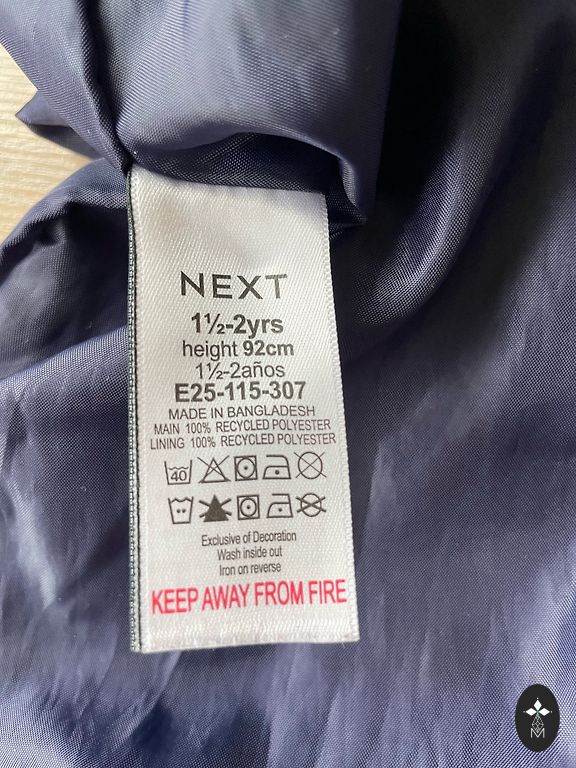 NEXT
1½-2yrs
height 92cm
1½-2años
E25-115-307
MADE IN BANGLADESH
MAIN 100% RECYCLED POLYESTER
LINING 100% RECYCLED POLYESTER
40
Exclusive of Decoration
Wash inside out
Iron on reverse
KEEP AWAY FROM FIRE
M